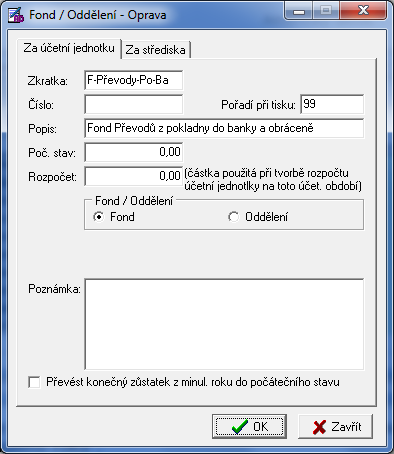 Fond / Oddělení - Oprava
Za účetní jednotku Za střediska
Zkratka: F-Převody-Po-Ba
Číslo: Pořadí při tisku: 99
Popis: Fond Převodů z pokladny do banky a obráceně
Poč. stav: 0,00
Rozpočet: 0,00 (částka použitá při tvorbě rozpočtu
účetní jednotlky na toto účet. období)
Fond / Oddělení
Fond Oddělení
Poznámka:
Převést konečný zůstatek z minul. roku do počátečního stavu
OK Zavřít